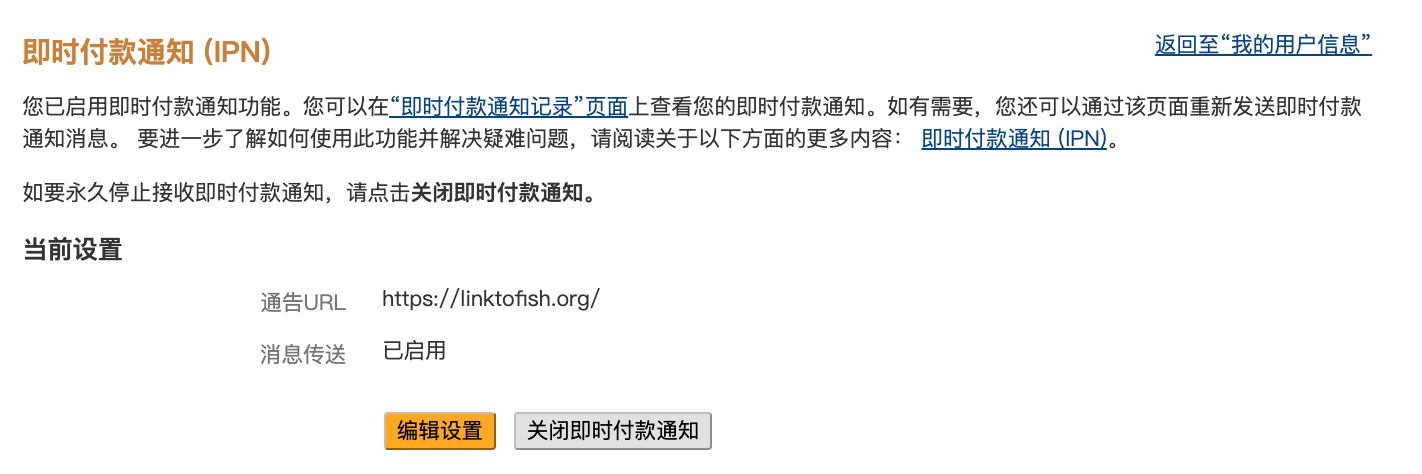 即时付款通知 (IPN)
返回至“我的用户信息”
您已启用即时付款通知功能。您可以在“即时付款通知记录”页面上查看您的即时付款通知。如有需要，您还可以通过该页面重新发送即时付款
通知消息。 要进一步了解如何使用此功能并解决疑难问题，请阅读关于以下方面的更多内容： 即时付款通知 (IPN)。
如要永久停止接收即时付款通知，请点击关闭即时付款通知。
当前设置
通告URL https://linktofish.org/
消息传送 已启用
编辑设置 关闭即时付款通知